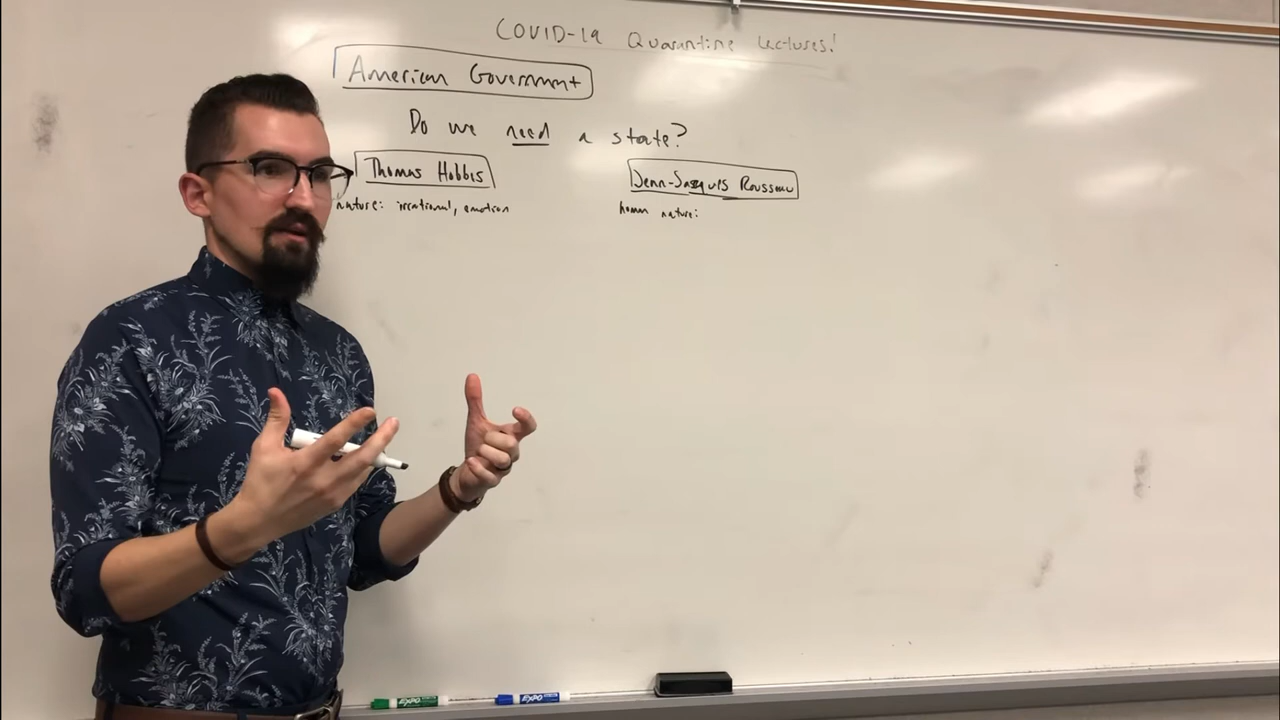 COVID-19 Quarantine Lectures!
American Government
Do we need a state?
Thomas Hobbes
Jean-Jacques Rousseau
nature: irrational, emotion
human nature:
EXPO
EXPO